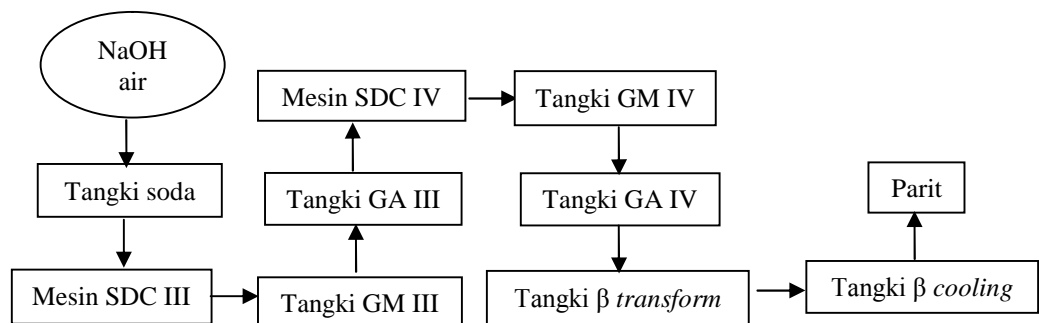 NaOH
air
Tangki soda
Mesin SDC III
Tangki GM III
Tangki GA III
Mesin SDC IV
Tangki GM IV
Tangki GA IV
Tangki β transform
Tangki β cooling
Parit